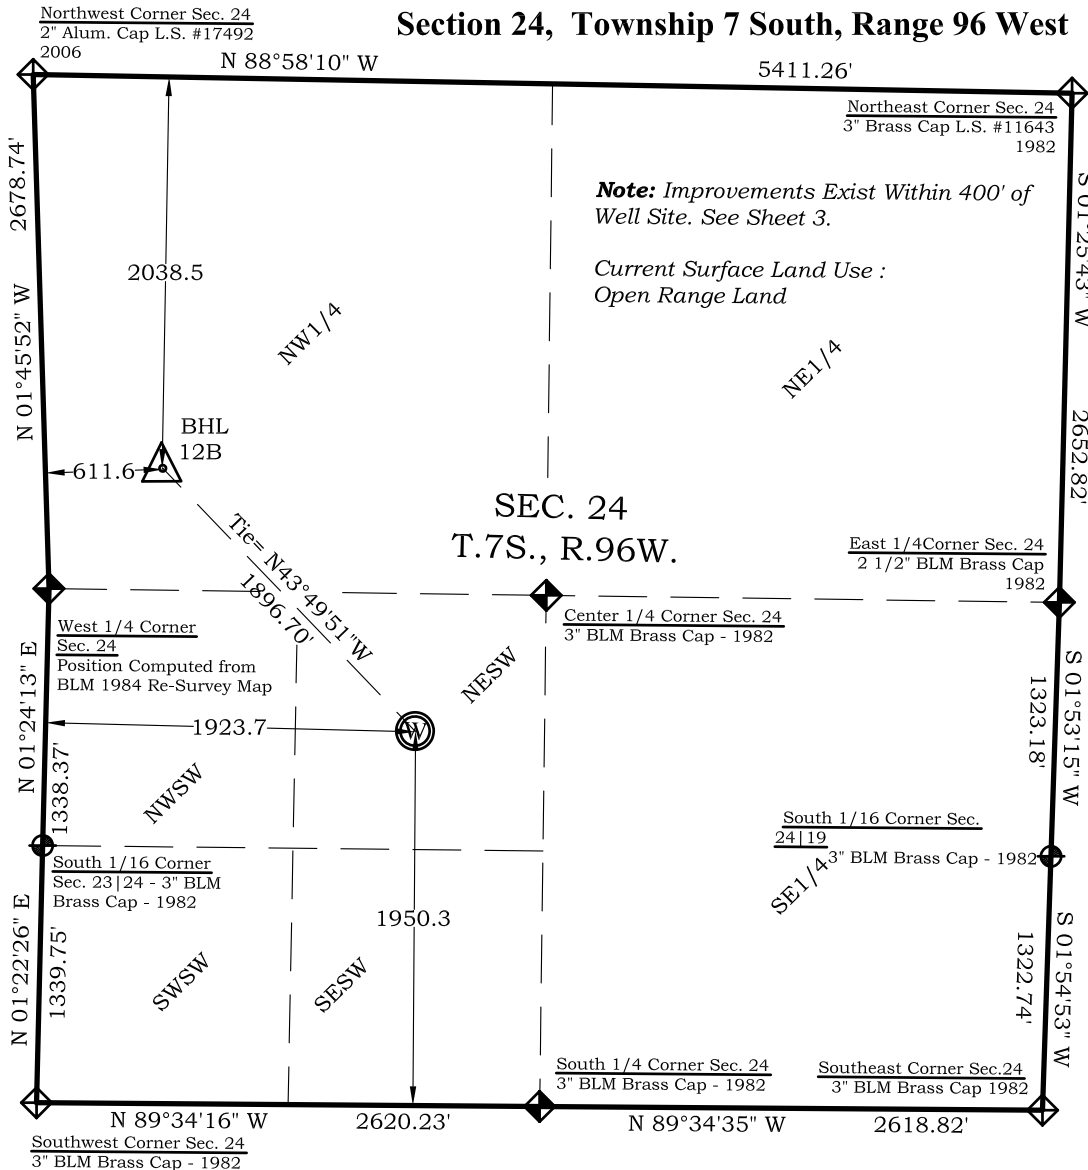 Section 24, Township 7 South, Range 96 West
Northwest Corner Sec. 24
2" Alum. Cap L.S. #17492
2006
N 88°58'10" W
5411.26'
Northeast Corner Sec. 24
3" Brass Cap L.S. #11643
1982
2678.74'
N 01°45'52" W
S 01°25'43" W
2652.82'
Note: Improvements Exist Within 400' of
Well Site. See Sheet 3.
Current Surface Land Use :
Open Range Land
2038.5
NW1/4
NE1/4
BHL
12B
611.6
SEC. 24
T.7S., R.96W.
Tie= N43°49'51"W
1896.70'
East 1/4Corner Sec. 24
2 1/2" BLM Brass Cap
1982
Center 1/4 Corner Sec. 24
3" BLM Brass Cap - 1982
West 1/4 Corner
Sec. 24
Position Computed from
BLM 1984 Re-Survey Map
NESW
N 01°24'13" E
1338.37'
1923.7
W
S 01°53'15" W
1323.18'
NWSW
South 1/16 Corner Sec.
24|19
3" BLM Brass Cap - 1982
SE1/4
South 1/16 Corner
Sec. 23|24 - 3" BLM
Brass Cap - 1982
1950.3
N 01°22'26" E
1339.75'
SWSW
SESW
1322.74'
S 01°54'53" W
South 1/4 Corner Sec. 24
3" BLM Brass Cap - 1982
Southeast Corner Sec.24
3" BLM Brass Cap 1982
N 89°34'16" W
2620.23'
N 89°34'35" W
2618.82'
Southwest Corner Sec. 24
3" BLM Brass Cap - 1982